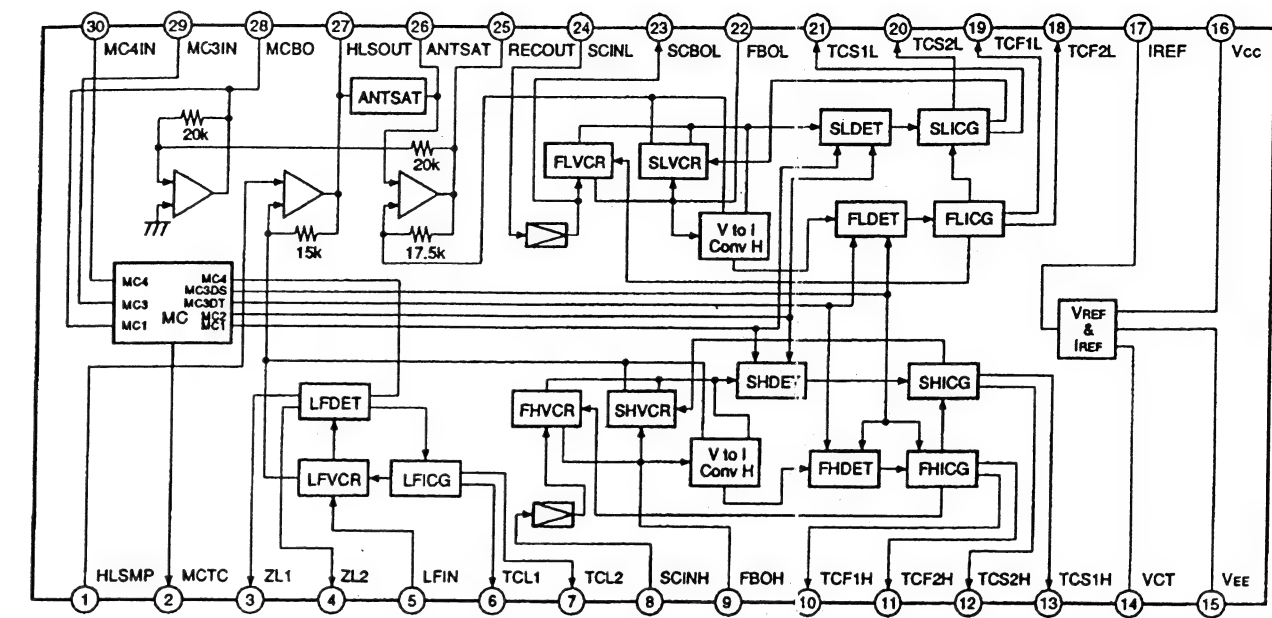 30 29 28 27 26 25 24 23 22 21 20 19 18 17 16
MC4IN MC3IN MCBO HLSOUT ANTSAT RECOUT SCINL SCBOL FBOL TCS1L TCS2L TCF1L TCF2L IREF Vcc
ANTSAT
20k
20k
15k
17.5k
FLVCR
SLVCR
SLDET
SLICG
FLDET
FLICG
V to I
Conv H
MC4
MC3
MC1
MC
MC4
MC3DS
MC3DT
MC2
MC1
VREF
&
IREF
LFDET
LFVCR
LFICG
FHVCR
SHVCR
SHDET
SHICG
V to I
Conv H
FHDET
FHICG
HLSMP MCTC ZL1 ZL2 LFIN TCL1 TCL2 SCINH FBOH TCF1H TCF2H TCS2H TCS1H VCT VEE
1 2 3 4 5 6 7 8 9 10 11 12 13 14 15